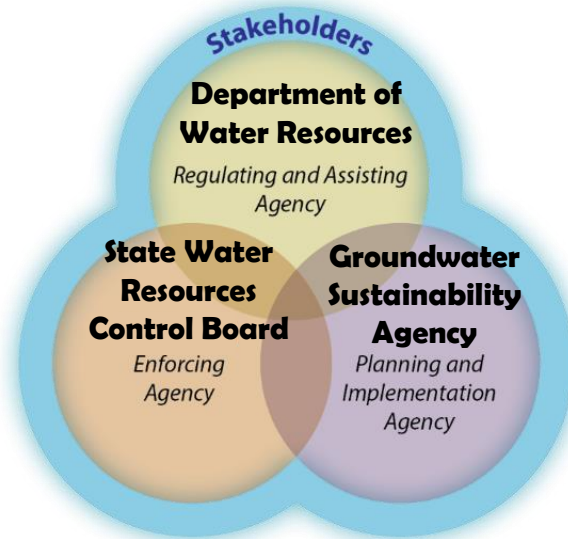 Stakeholders
Department of
Water Resources
Regulating and Assisting
Agency
State Water
Resources
Control Board
Enforcing
Agency
Groundwater
Sustainability
Agency
Planning and
Implementation
Agency